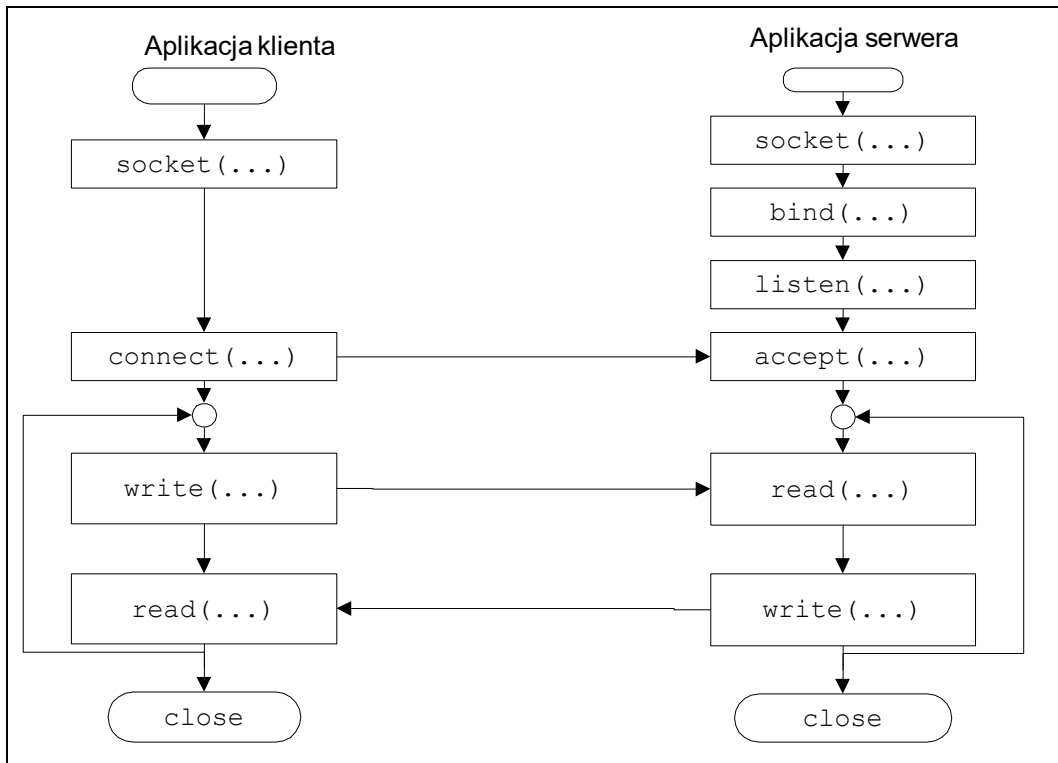 Aplikacja klienta
socket(...)
connect(...)
write(...)
read(...)
close
Aplikacja serwera
socket(...)
bind(...)
listen(...)
accept(...)
read(...)
write(...)
close